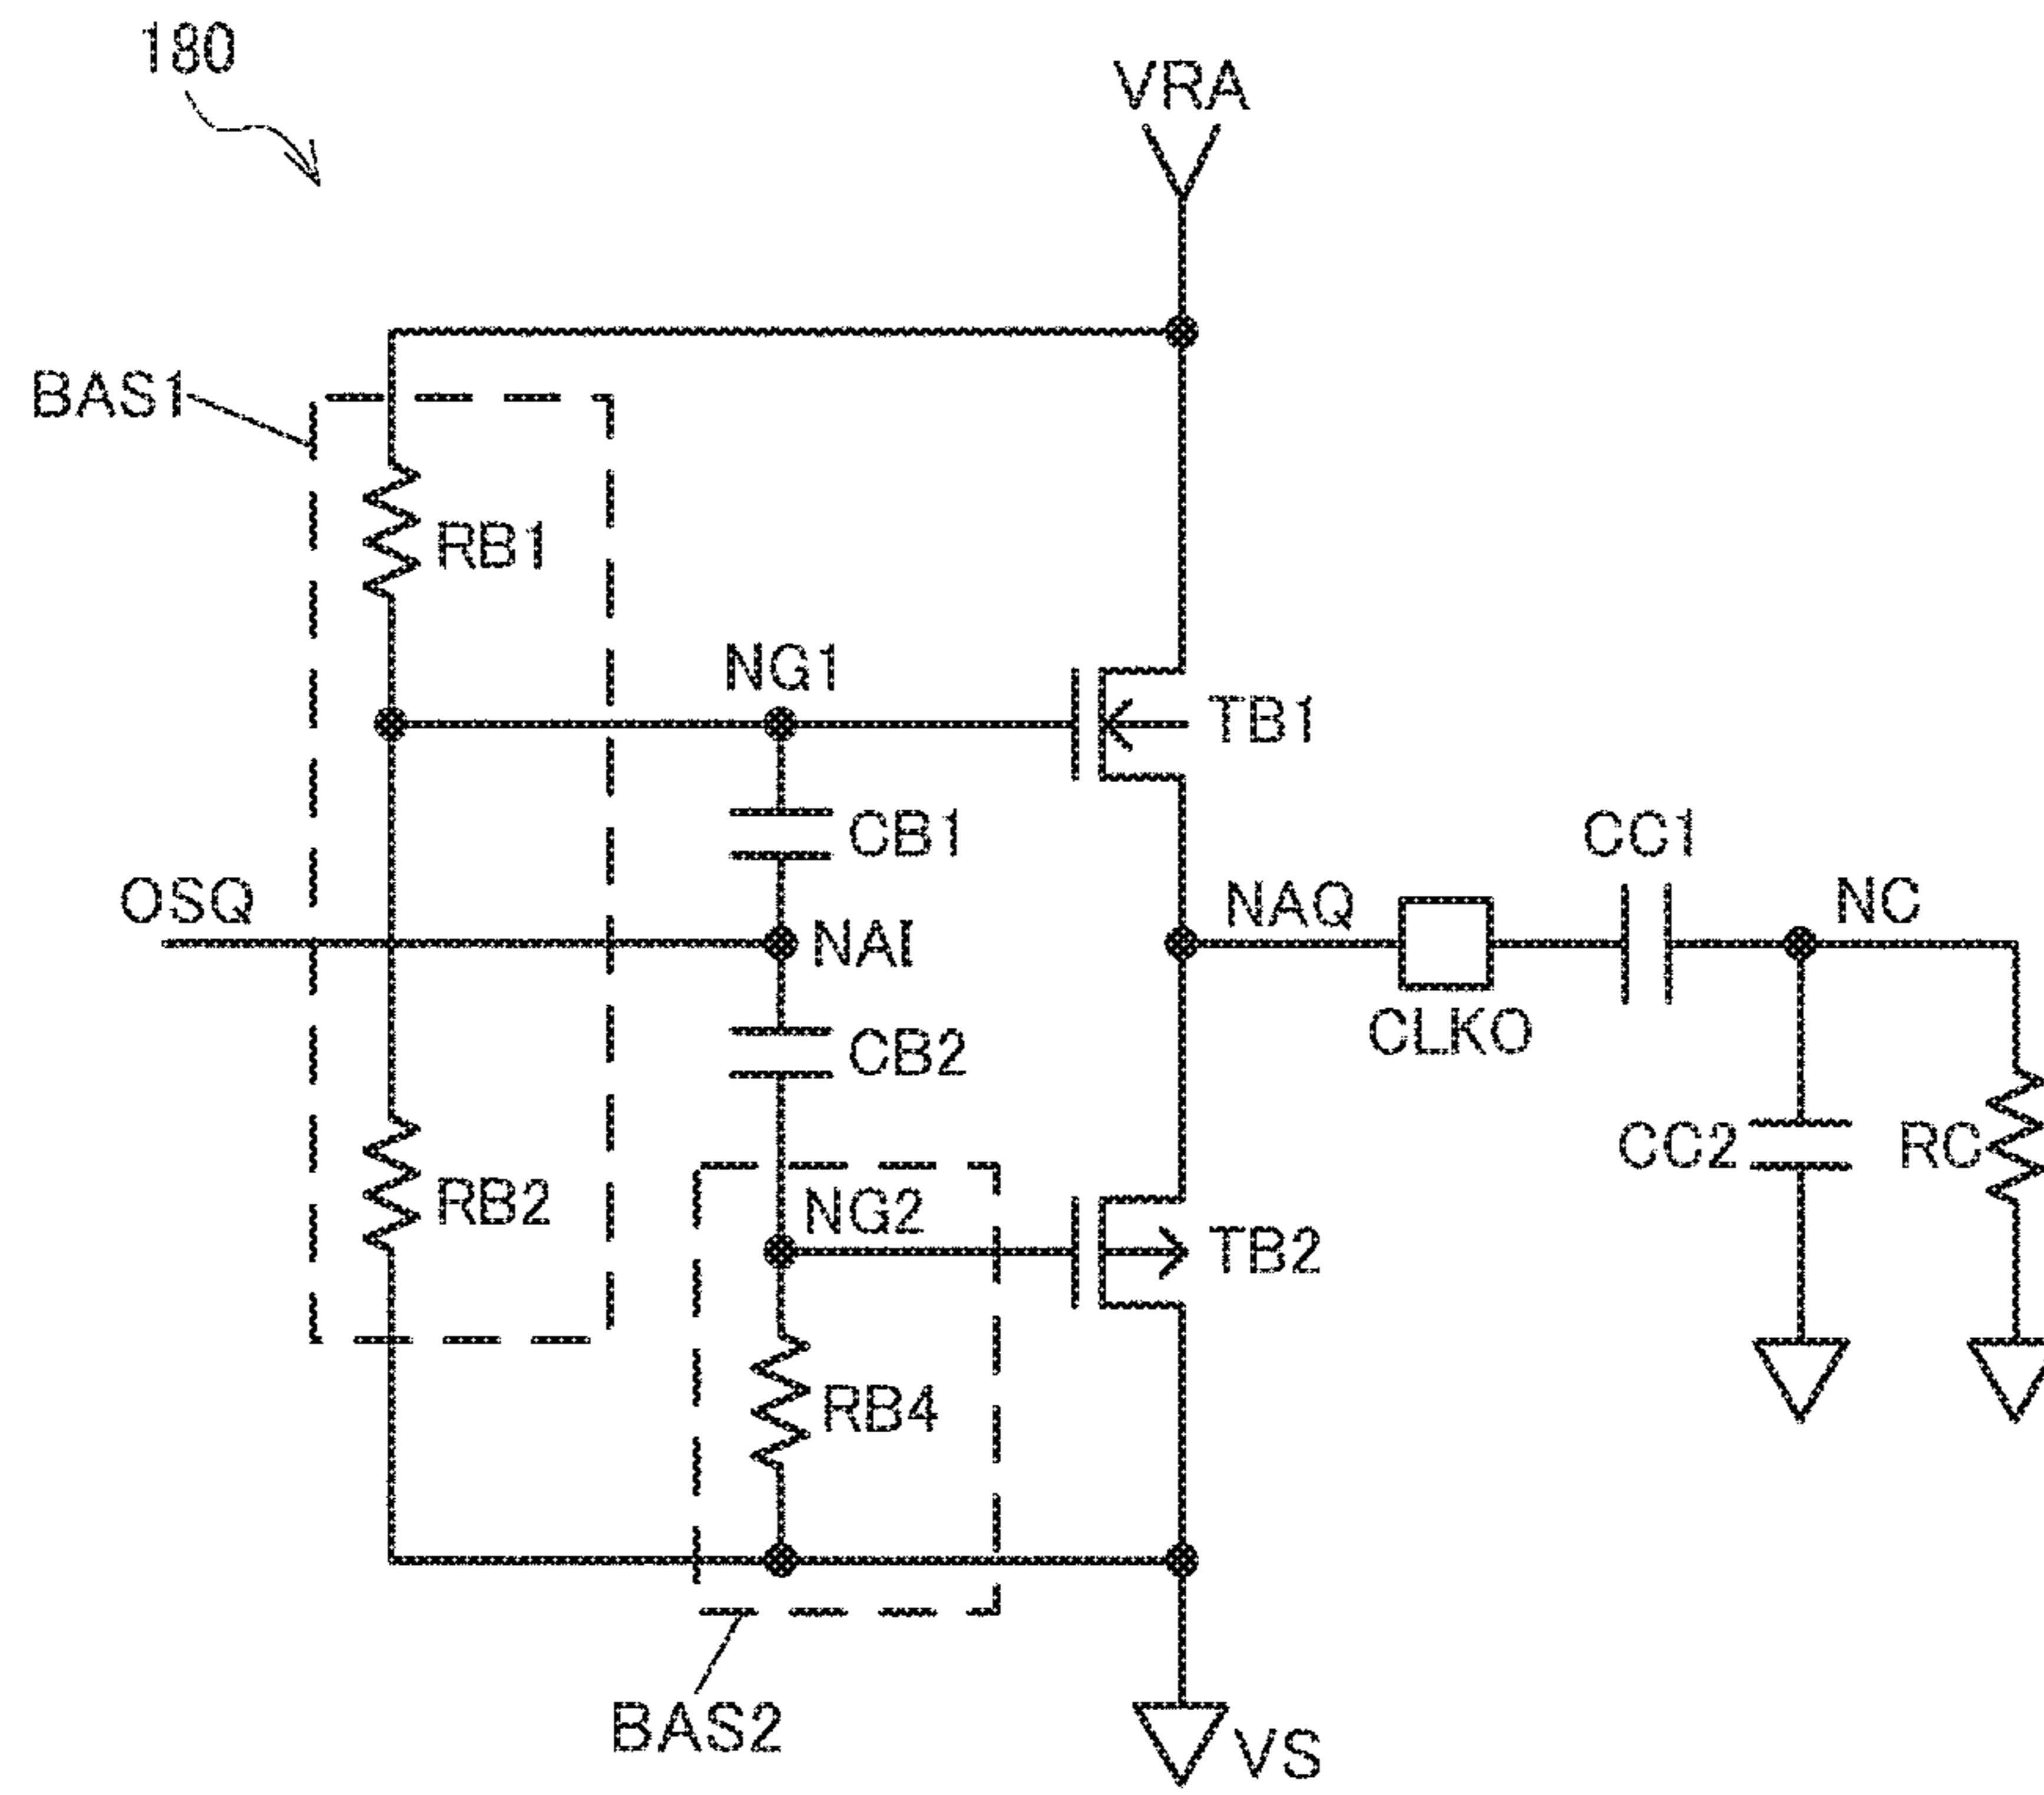 180
VRA
BAS1
RB1
NG1
TB1
CB1
CC1
OSQ
NAI
NAQ
NC
CLKO
CB2
CC2
RC
RB2
NG2
TB2
RB4
BAS2
VS